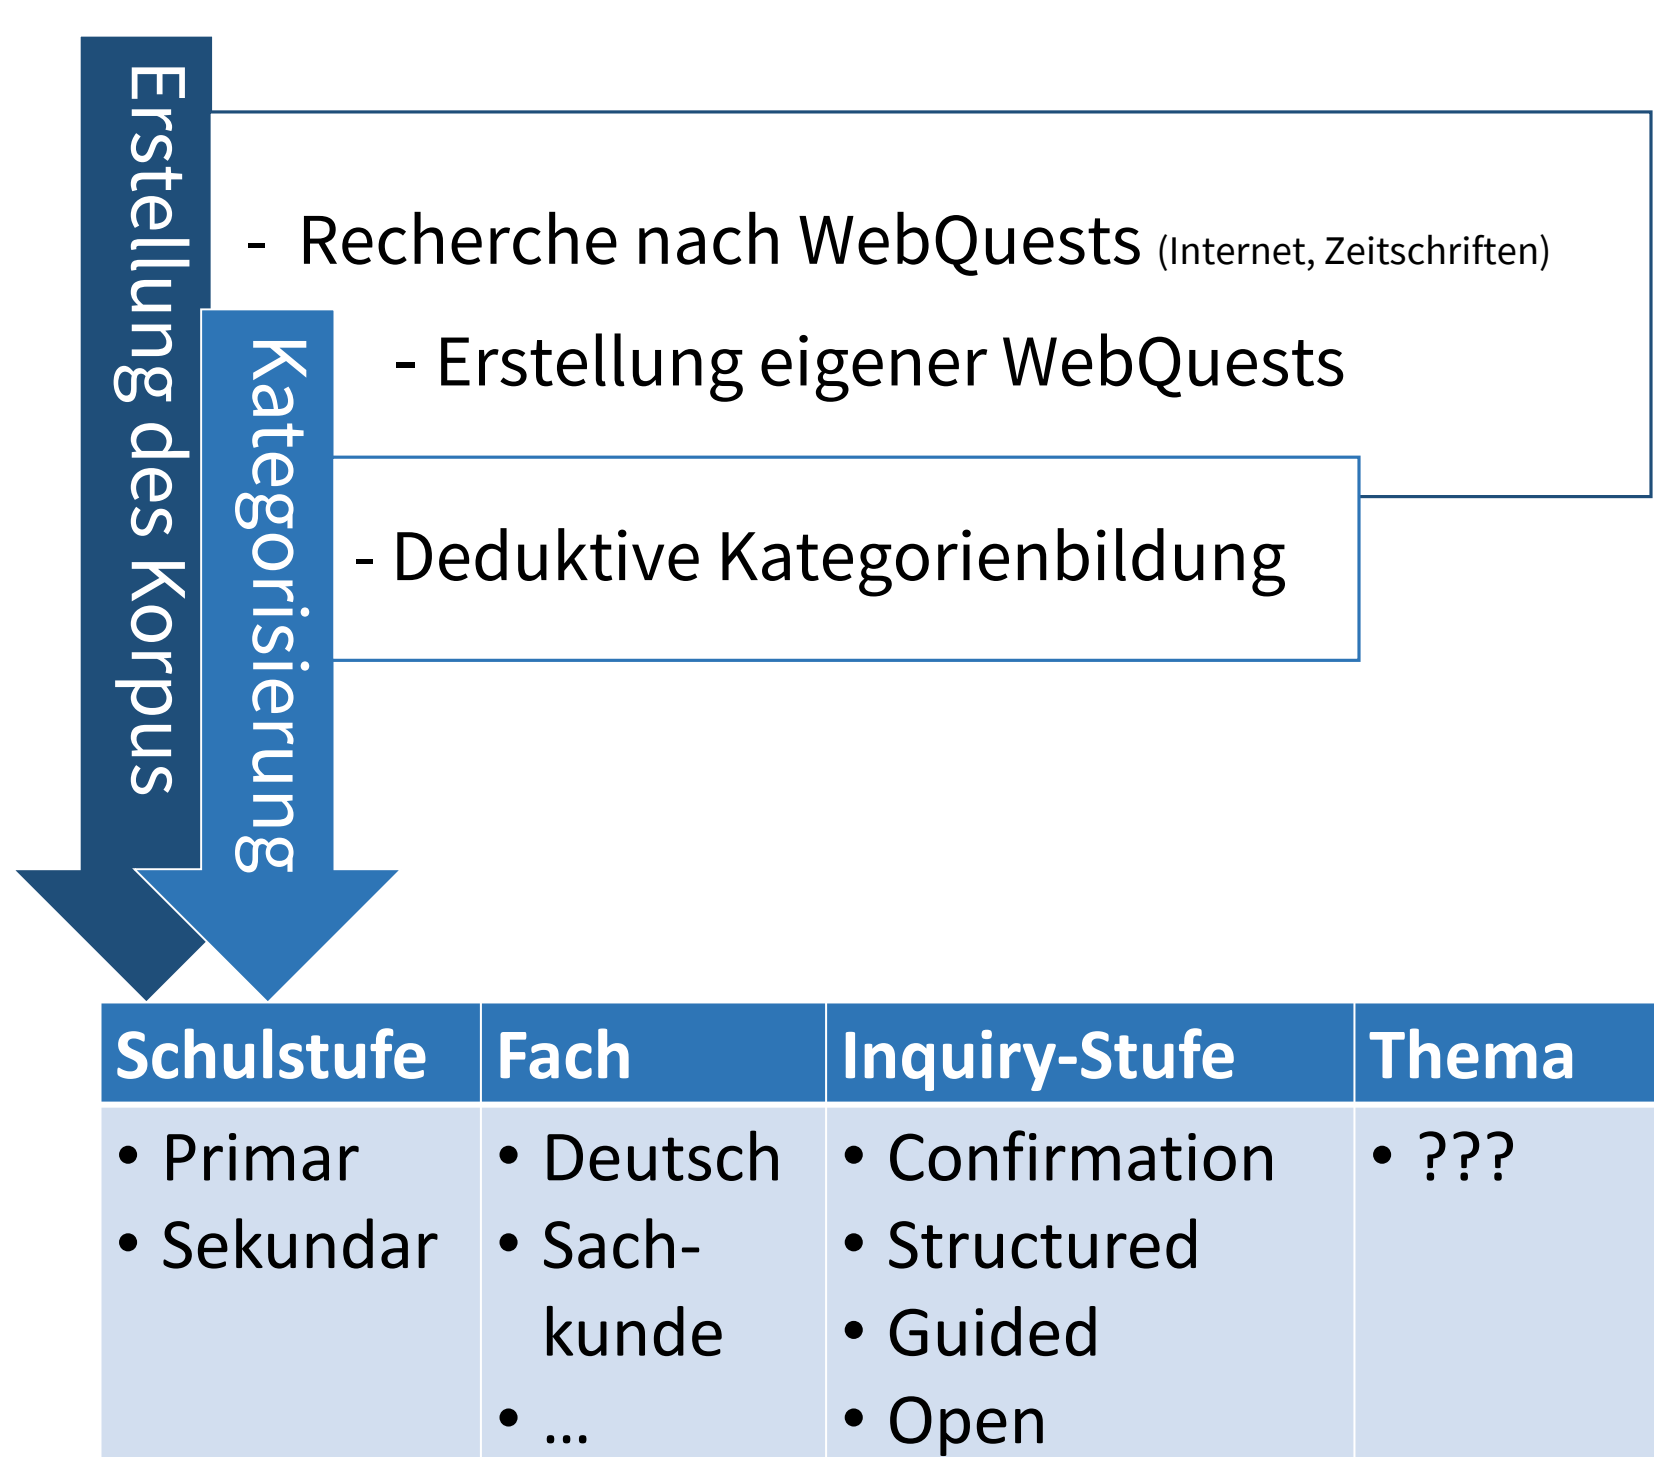 Erstellung des Korpus
- Recherche nach WebQuests (Internet, Zeitschriften)
- Erstellung eigener WebQuests
Kategorisierung
- Deduktive Kategorienbildung
Schulstufe Fach Inquiry-Stufe Thema
• Primar
• Sekundar
• Deutsch
• Sach-
kunde
• ...
• Confirmation
• Structured
• Guided
• Open
• ???